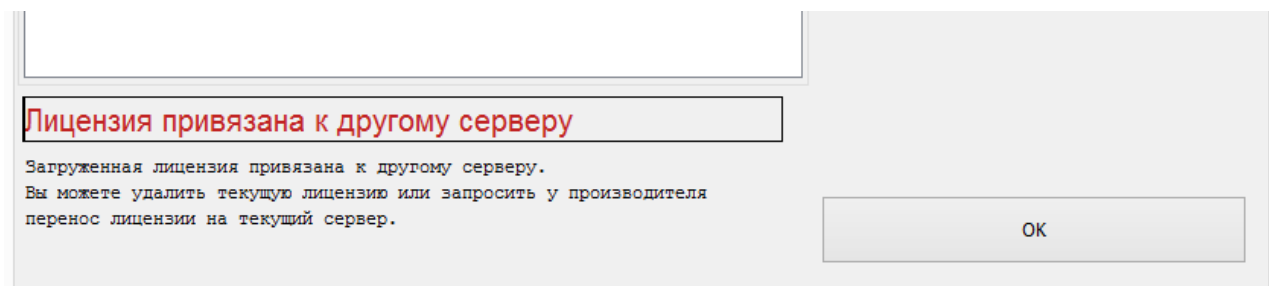 Лицензия привязана к другому серверу
Загруженная лицензия привязана к другому серверу.
Вы можете удалить текущую лицензию или запросить у производителя
перенос лицензии на текущий сервер.
OK